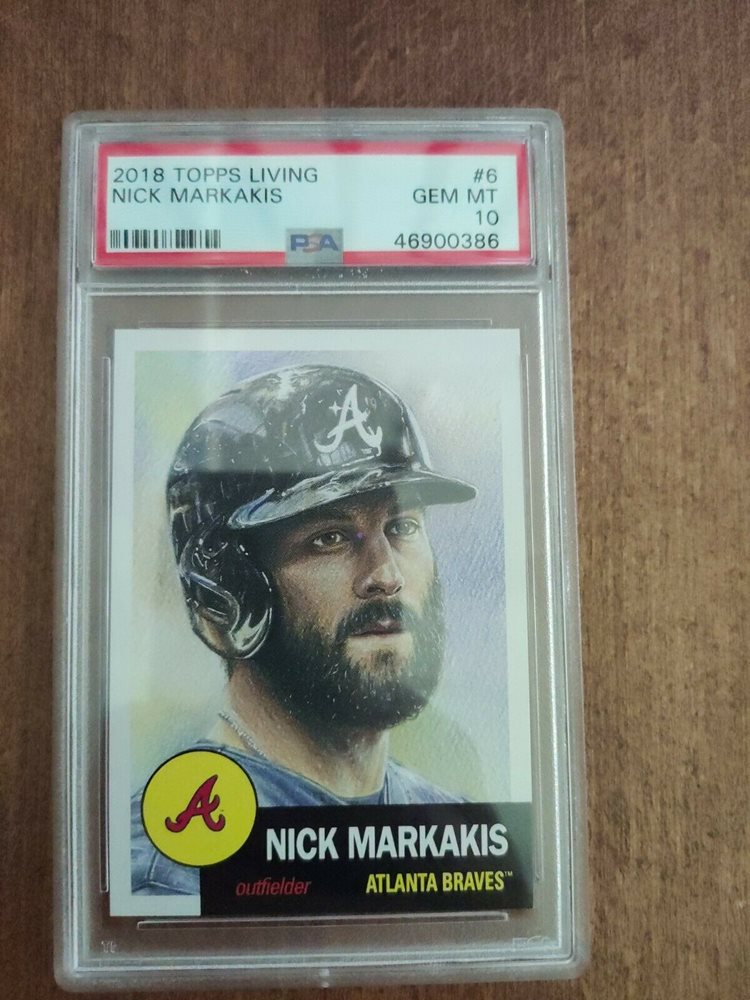 2018 TOPPS LIVING #6
NICK MARKAKIS GEM MT
10
PSA 46900386
A
A
NICK MARKAKIS
outfielder ATLANTA BRAVES™